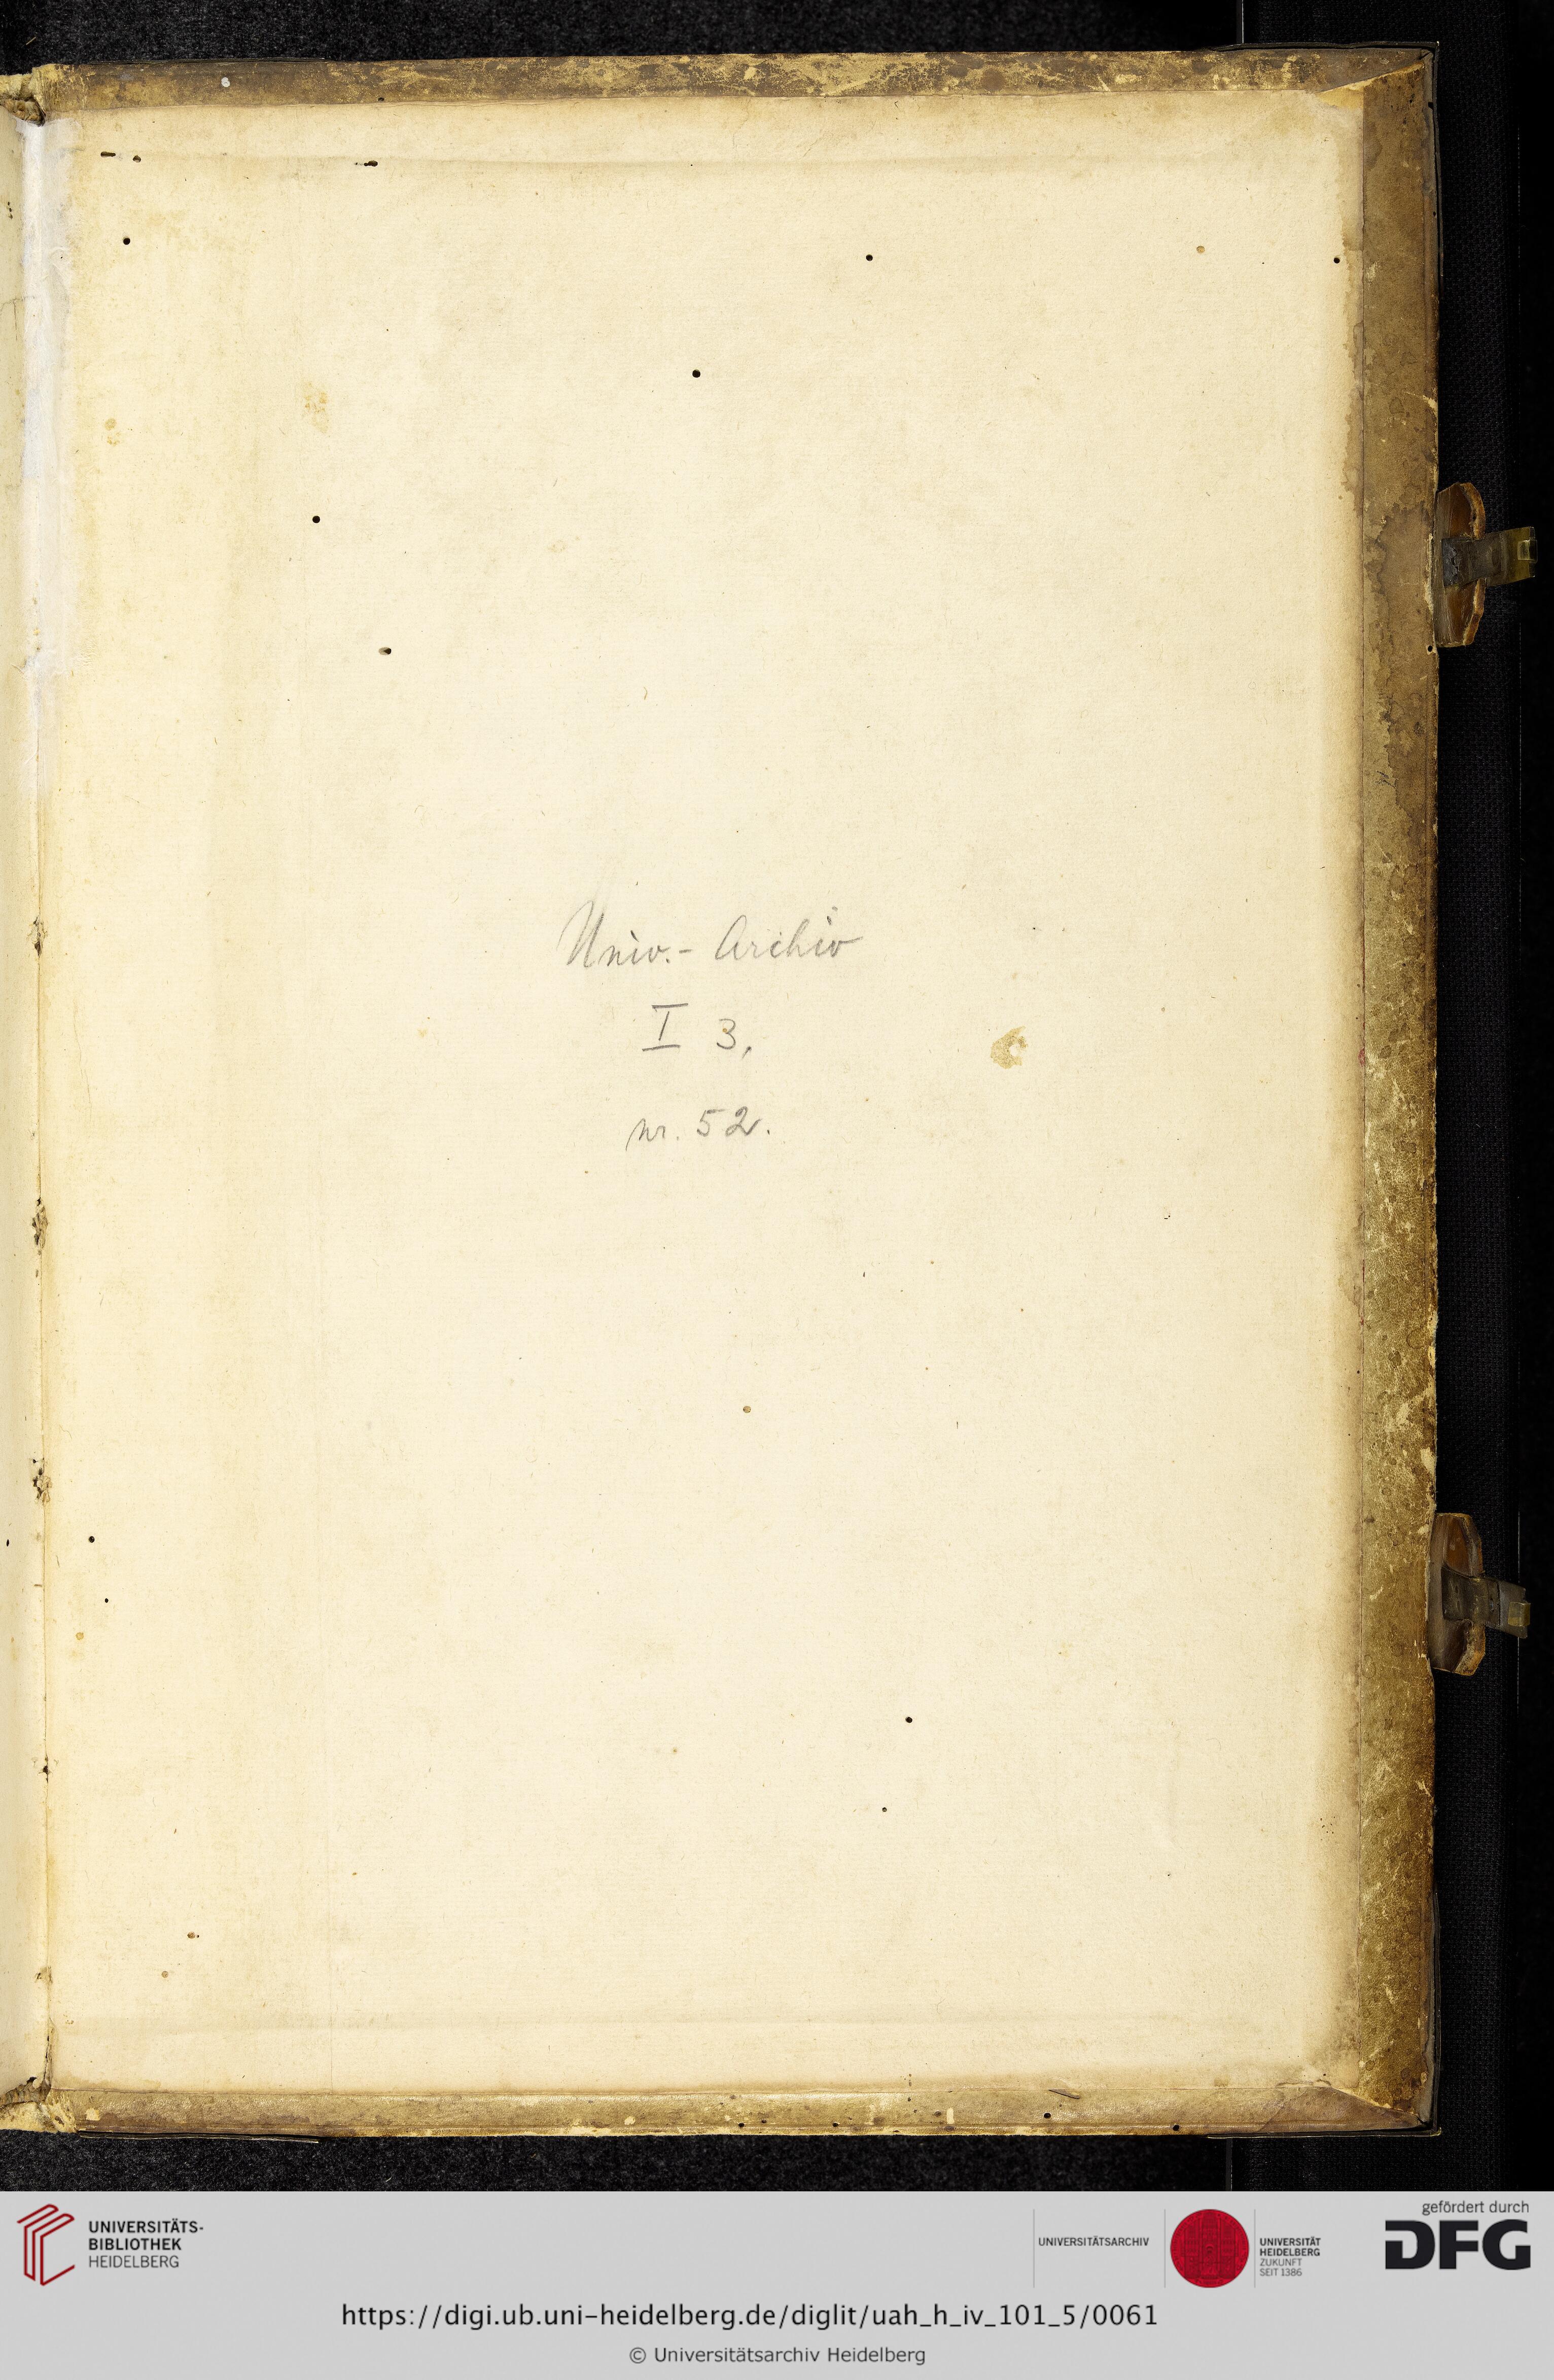 Univ.- Archiv
I 3.
nr. 52.
UNIVERSITÄTS-
BIBLIOTHEK
HEIDELBERG
UNIVERSITÄTSARCHIV
UNIVERSITÄT
HEIDELBERG
ZUKUNFT
SEIT 1386
gefördert durch
DFG
https://digi.ub.uni-heidelberg.de/diglit/uah_h_iv_101_5/0061
© Universitätsarchiv Heidelberg